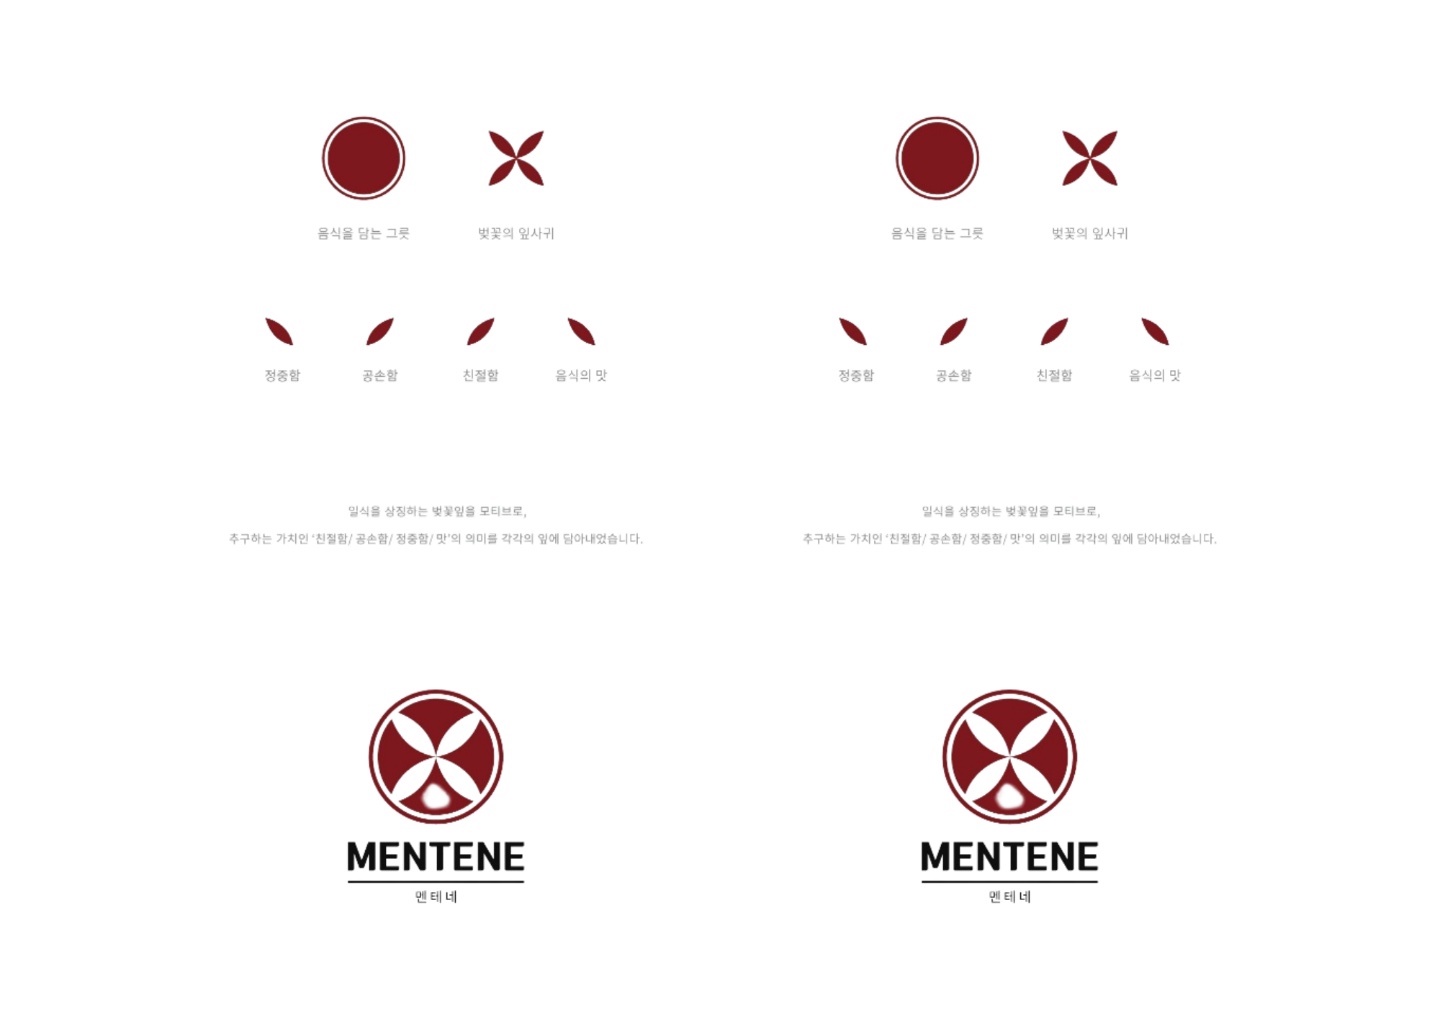 음식을 담는 그릇
벚꽃의 잎사귀
정중함
공손함
친절함
음식의 맛
일식을 상징하는 벚꽃잎을 모티브로,
추구하는 가치인 ‘친절함/ 공손함/ 정중함/ 맛’의 의미를 각각의 잎에 담아내었습니다.
MENTENE
멘테네
음식을 담는 그릇
벚꽃의 잎사귀
정중함
공손함
친절함
음식의 맛
일식을 상징하는 벚꽃잎을 모티브로,
추구하는 가치인 ‘친절함/ 공손함/ 정중함/ 맛’의 의미를 각각의 잎에 담아내었습니다.
MENTENE
멘테네